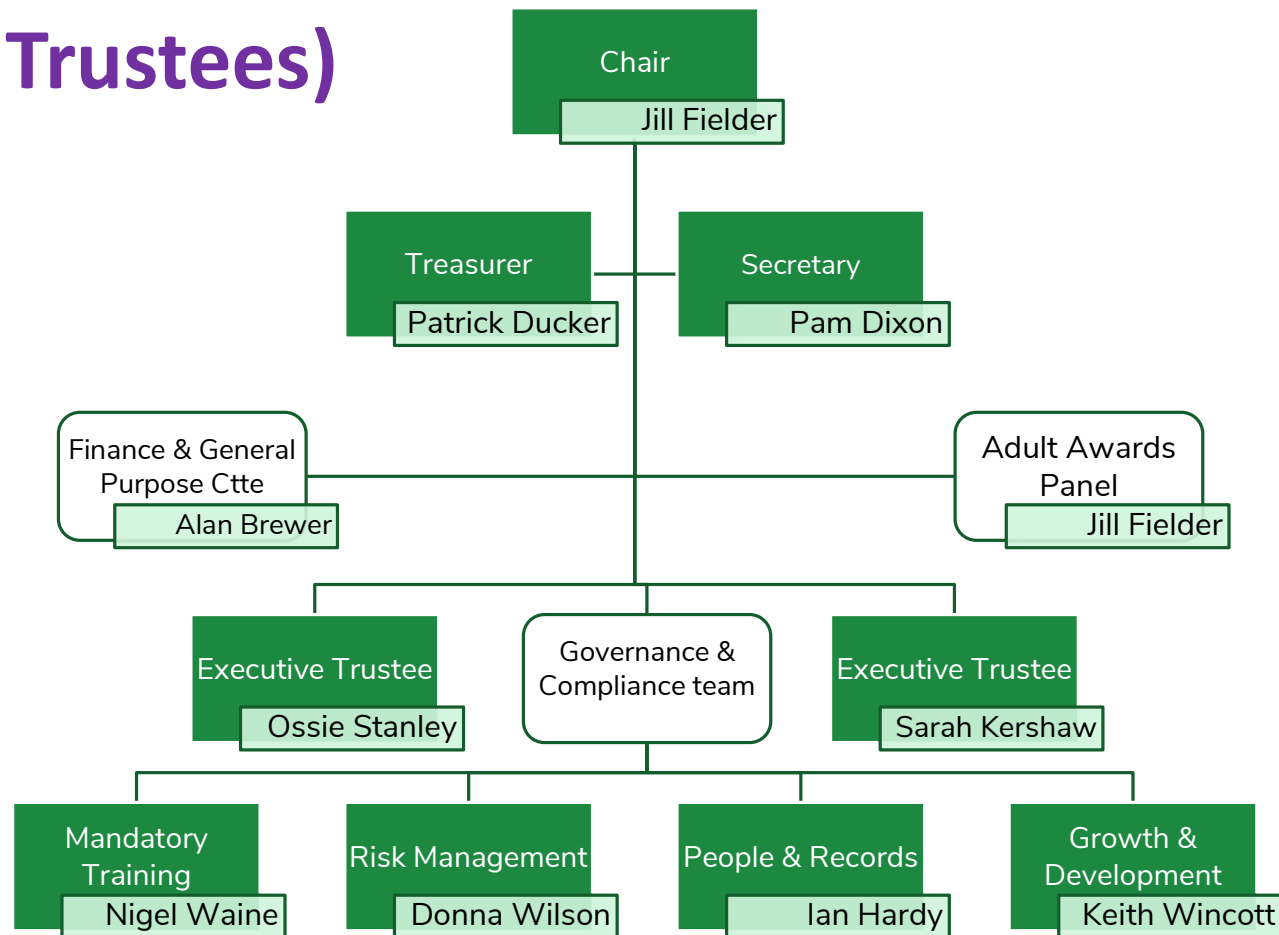 Trustees)
Chair
Jill Fielder
Treasurer
Patrick Ducker
Secretary
Pam Dixon
Finance & General
Purpose Ctte
Alan Brewer
Adult Awards
Panel
Jill Fielder
Executive Trustee
Ossie Stanley
Governance &
Compliance team
Executive Trustee
Sarah Kershaw
Mandatory
Training
Nigel Waine
Risk Management
Donna Wilson
People & Records
Ian Hardy
Growth &
Development
Keith Wincott